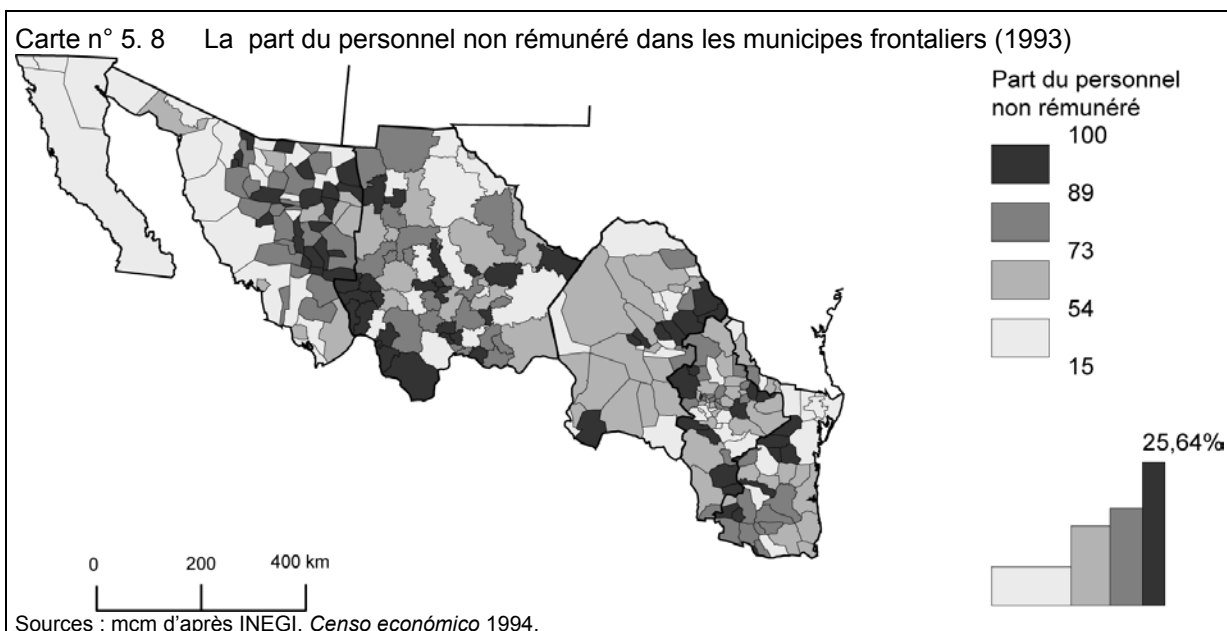 Carte n° 5. 8 La part du personnel non rémunéré dans les municipes frontaliers (1993)
Part du personnel
non rémunéré
100
89
73
54
15
25,64%
0 200 400 km
Sources : mcm d'après INEGI, Censo económico 1994.